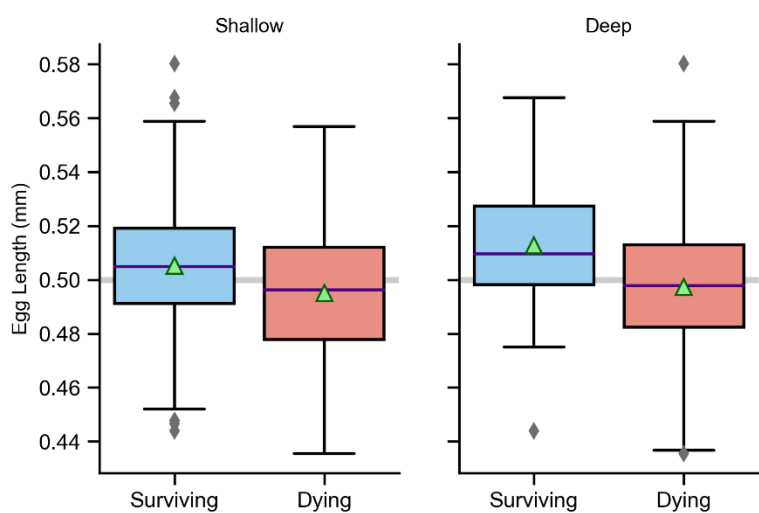 Shallow
Deep
Egg Length (mm)
0.58
0.56
0.54
0.52
0.50
0.48
0.46
0.44
Surviving
Dying
Surviving
Dying